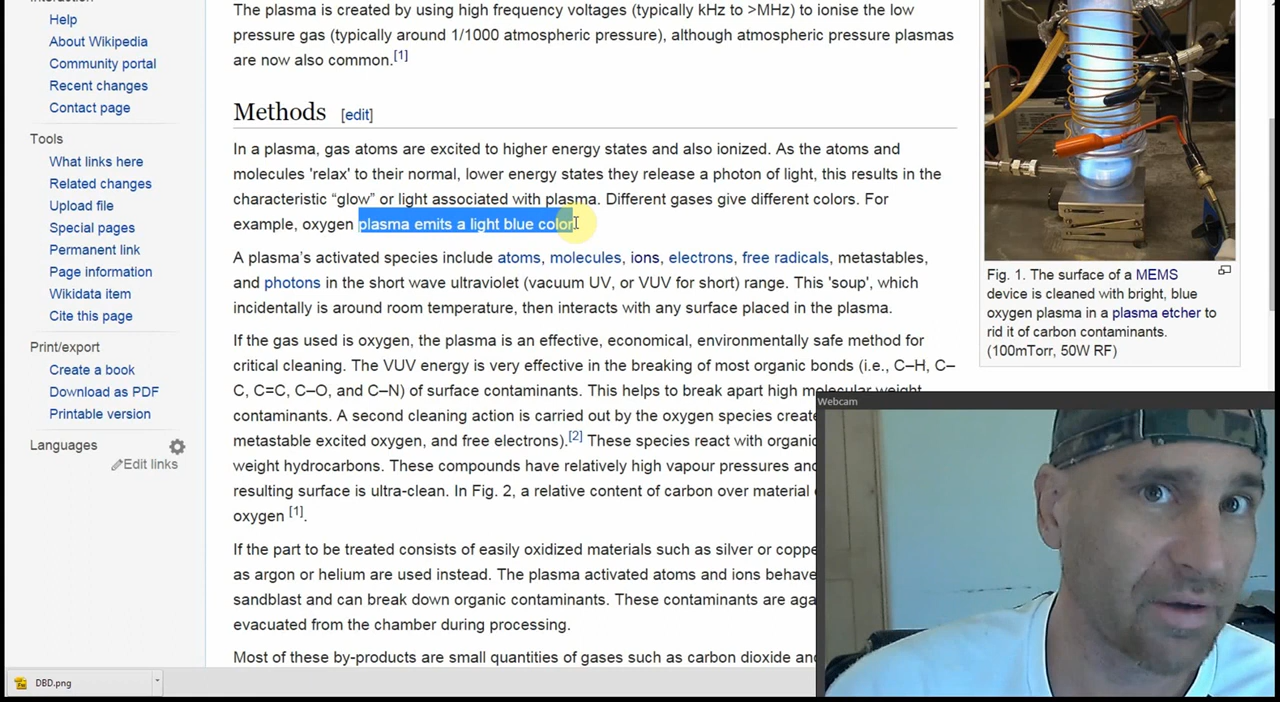 Help
About Wikipedia
Community portal
Recent changes
Contact page
Tools
What links here
Related changes
Upload file
Special pages
Permanent link
Page information
Wikidata item
Cite this page
Print/export
Create a book
Download as PDF
Printable version
Languages
Edit links
The plasma is created by using high frequency voltages (typically kHz to >MHz) to ionise the low
pressure gas (typically around 1/1000 atmospheric pressure), although atmospheric pressure plasmas
are now also common.[1]
Methods [edit]
In a plasma, gas atoms are excited to higher energy states and also ionized. As the atoms and
molecules 'relax' to their normal, lower energy states they release a photon of light, this results in the
characteristic “glow” or light associated with plasma. Different gases give different colors. For
example, oxygen plasma emits a light blue color
A plasma’s activated species include atoms, molecules, ions, electrons, free radicals, metastables,
and photons in the short wave ultraviolet (vacuum UV, or VUV for short) range. This 'soup', which
incidentally is around room temperature, then interacts with any surface placed in the plasma.
If the gas used is oxygen, the plasma is an effective, economical, environmentally safe method for
critical cleaning. The VUV energy is very effective in the breaking of most organic bonds (i.e., C–H, C–
C, C=C, C–O, and C–N) of surface contaminants. This helps to break apart high molecular weight
contaminants. A second cleaning action is carried out by the oxygen species
metastable excited oxygen, and free electrons).[2] These species react with
weight hydrocarbons. These compounds have relatively high vapour pressures
resulting surface is ultra-clean. In Fig. 2, a relative content of carbon over material
oxygen [1].
If the part to be treated consists of easily oxidized materials such as silver or
as argon or helium are used instead. The plasma activated atoms and ions
sandblast and can break down organic contaminants. These contaminants are
evacuated from the chamber during processing.
Most of these by-products are small quantities of gases such as carbon dioxide
Fig. 1. The surface of a MEMS
device is cleaned with bright, blue
oxygen plasma in a plasma etcher to
rid it of carbon contaminants.
(100mTorr, 50W RF)
Webcam
DBD.png